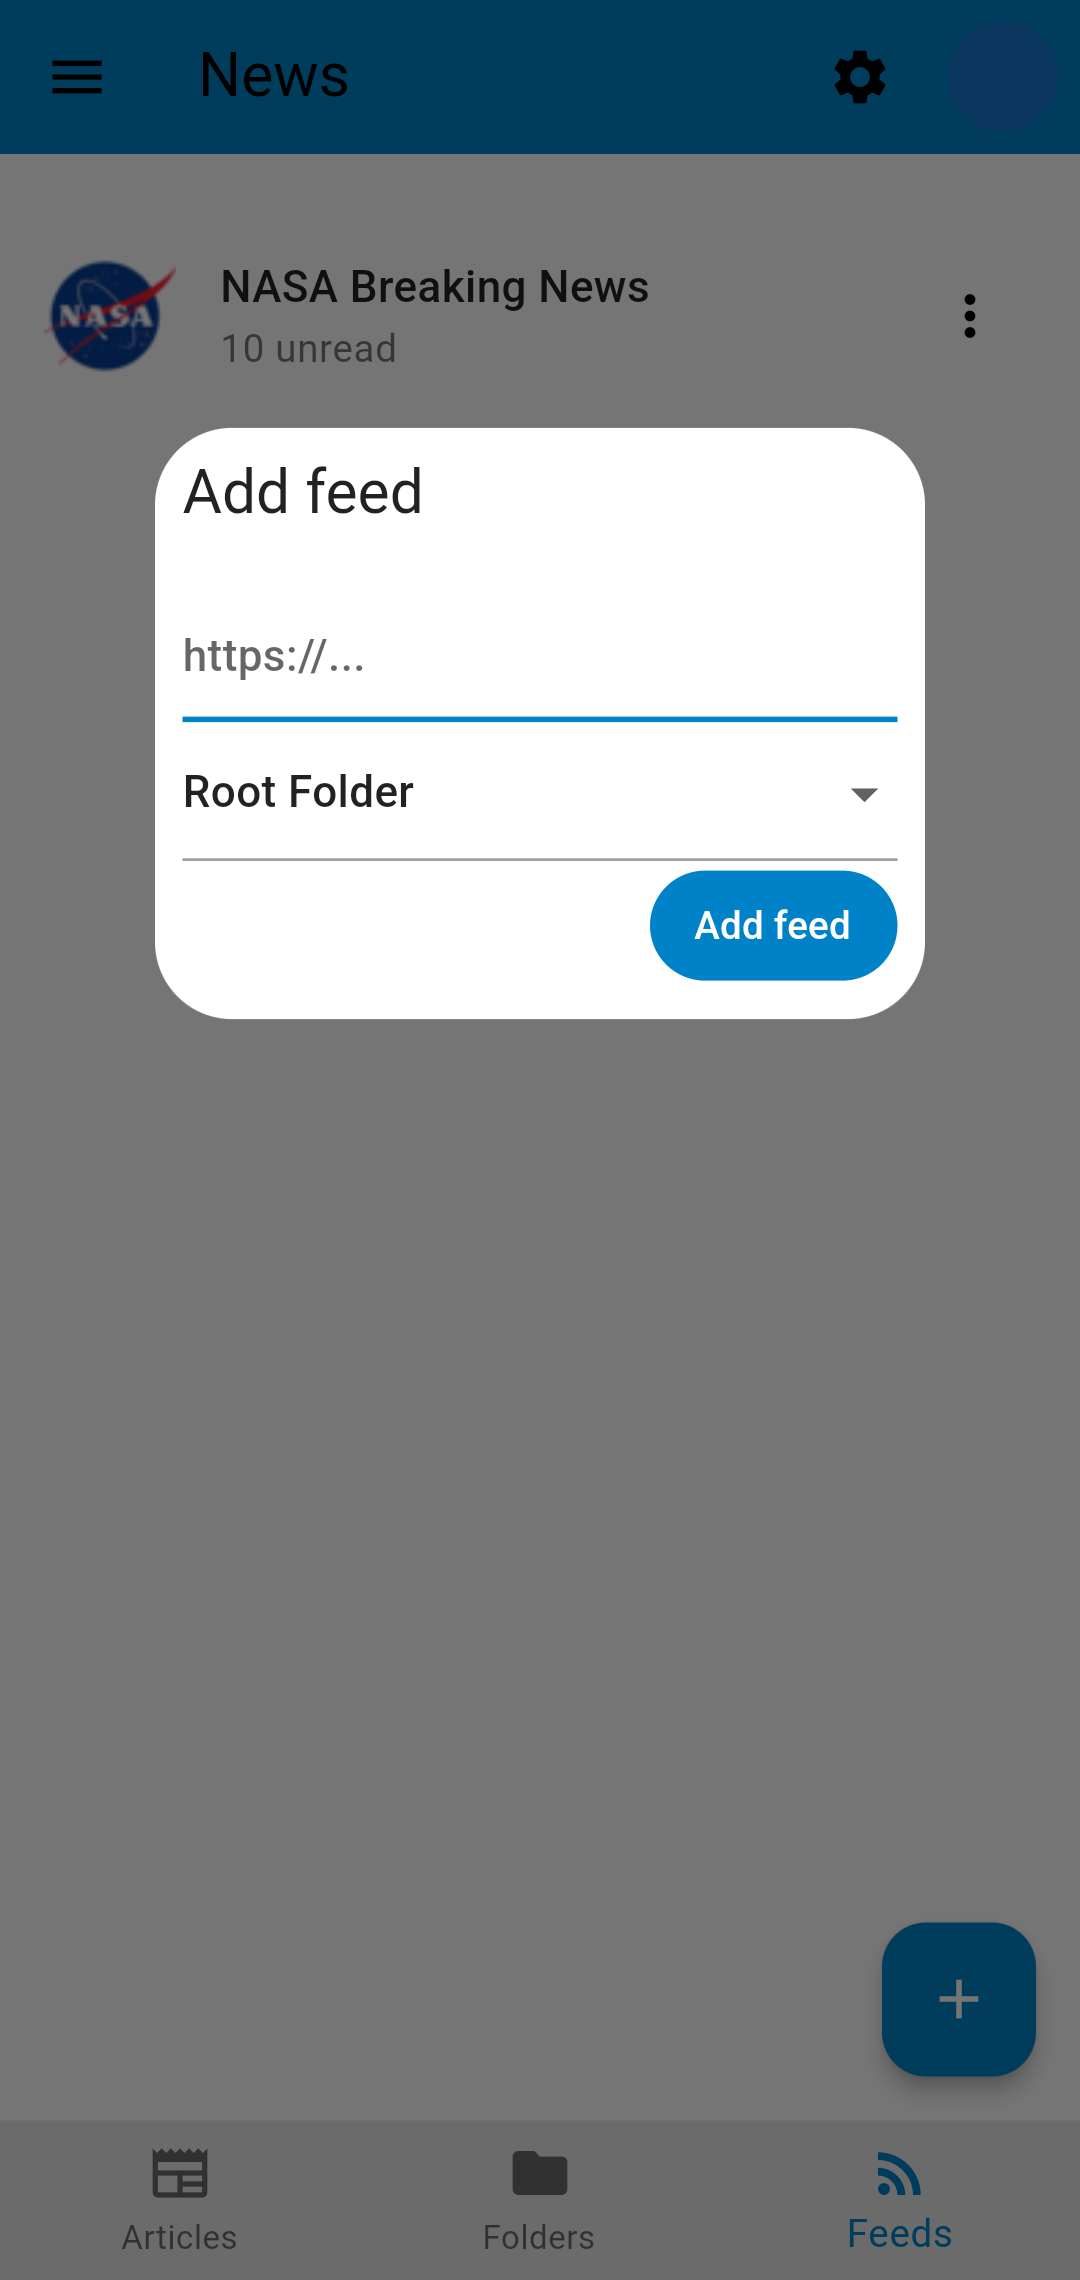 News
NASA
NASA Breaking News
10 unread
Add feed
https://...
Root Folder
Add feed
Articles
Folders
Feeds